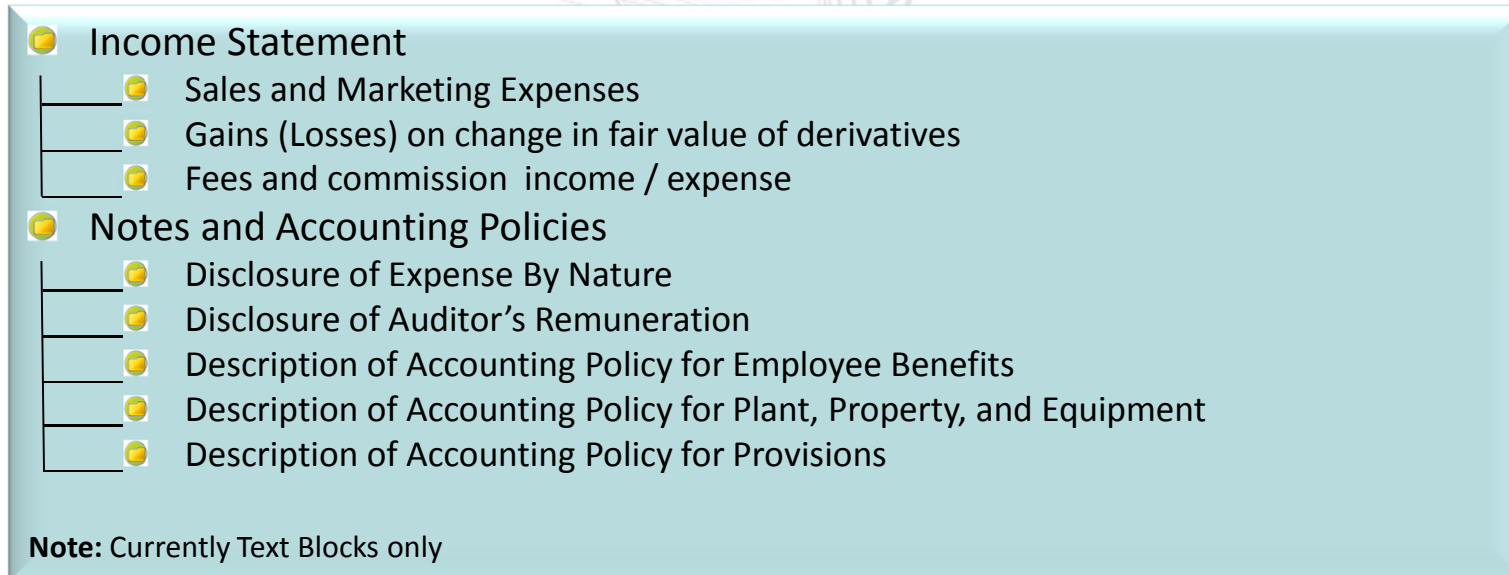 Income Statement
Sales and Marketing Expenses
Gains (Losses) on change in fair value of derivatives
Fees and commission  income / expense
Notes and Accounting Policies
Disclosure of Expense By Nature
Disclosure of Auditor’s Remuneration
Description of Accounting Policy for Employee Benefits
Description of Accounting Policy for Plant, Property, and Equipment
Description of Accounting Policy for Provisions
Note: Currently Text Blocks only